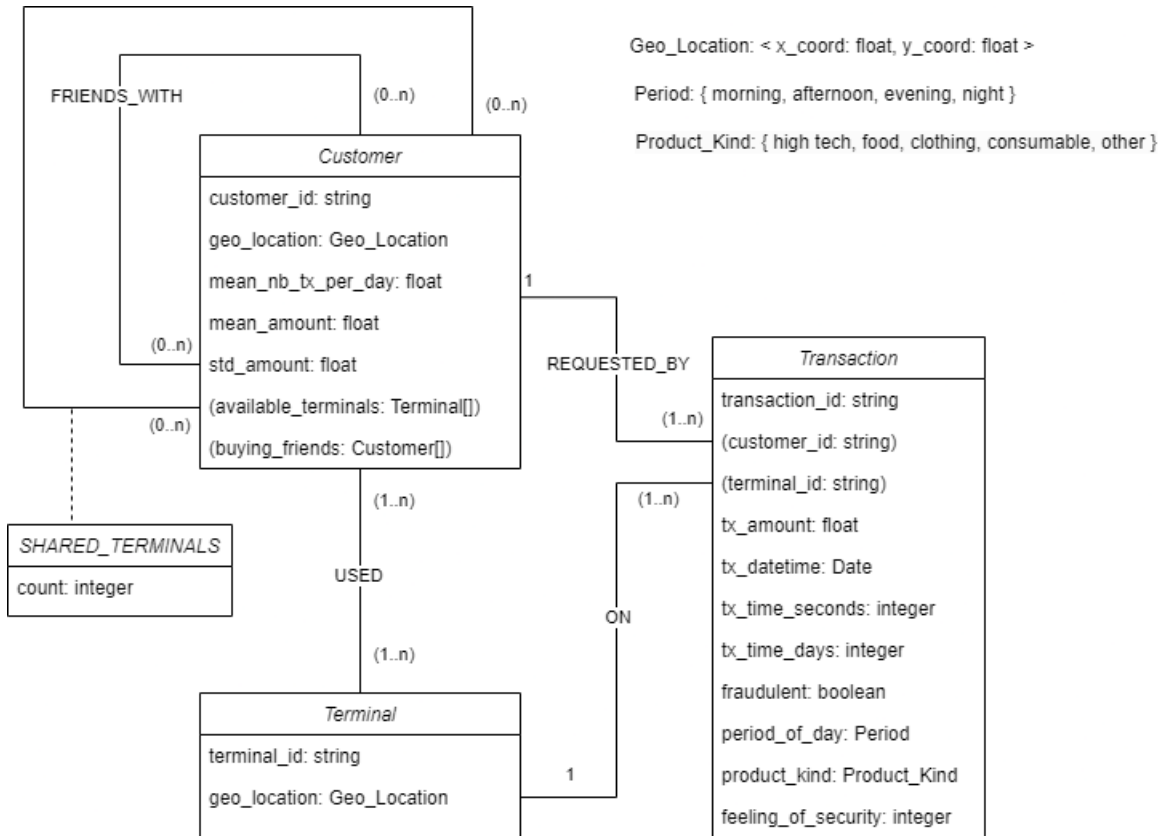 Geo_Location: < x_coord: float, y_coord: float >
Period: { morning, afternoon, evening, night }
Product_Kind: { high tech, food, clothing, consumable, other }
FRIENDS_WITH
(0..n)
(0..n)
Customer
customer_id: string
geo_location: Geo_Location
mean_nb_tx_per_day: float
mean_amount: float
std_amount: float
(available_terminals: Terminal[])
(buying_friends: Customer[])
(0..n)
(0..n)
1
REQUESTED_BY
(1..n)
SHARED_TERMINALS
count: integer
(1..n)
USED
(1..n)
Transaction
transaction_id: string
(customer_id: string)
(terminal_id: string)
tx_amount: float
tx_datetime: Date
tx_time_seconds: integer
tx_time_days: integer
fraudulent: boolean
period_of_day: Period
product_kind: Product_Kind
feeling_of_security: integer
(1..n)
ON
1
Terminal
terminal_id: string
geo_location: Geo_Location